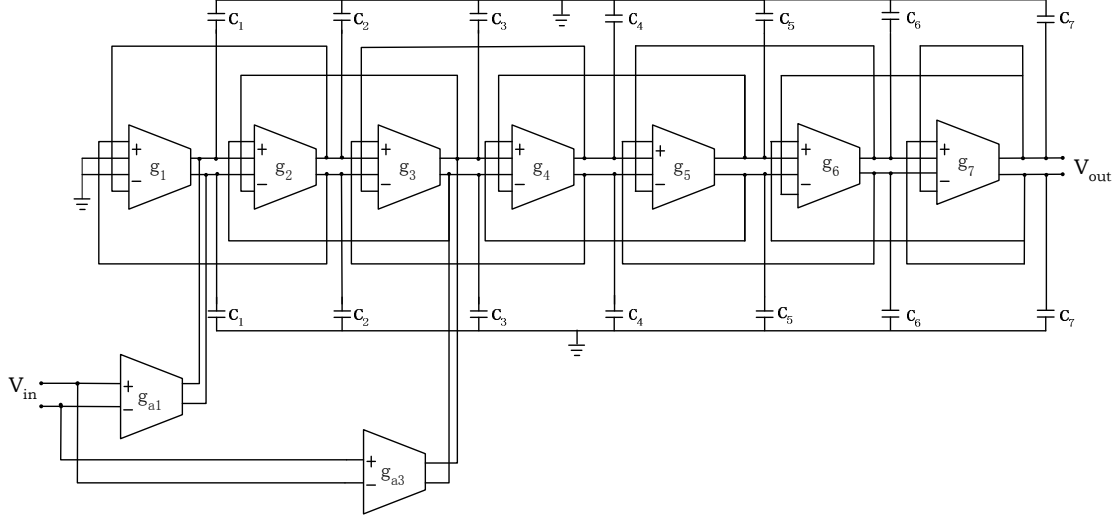 C1 C2 C3 C4 C5 C6 C7
+ + + + + + +
g1 g2 g3 g4 g5 g6 g7
− − − − − − −
Vout
C1 C2 C3 C4 C5 C6 C7
Vin
+
ga1
−
+
ga3
−